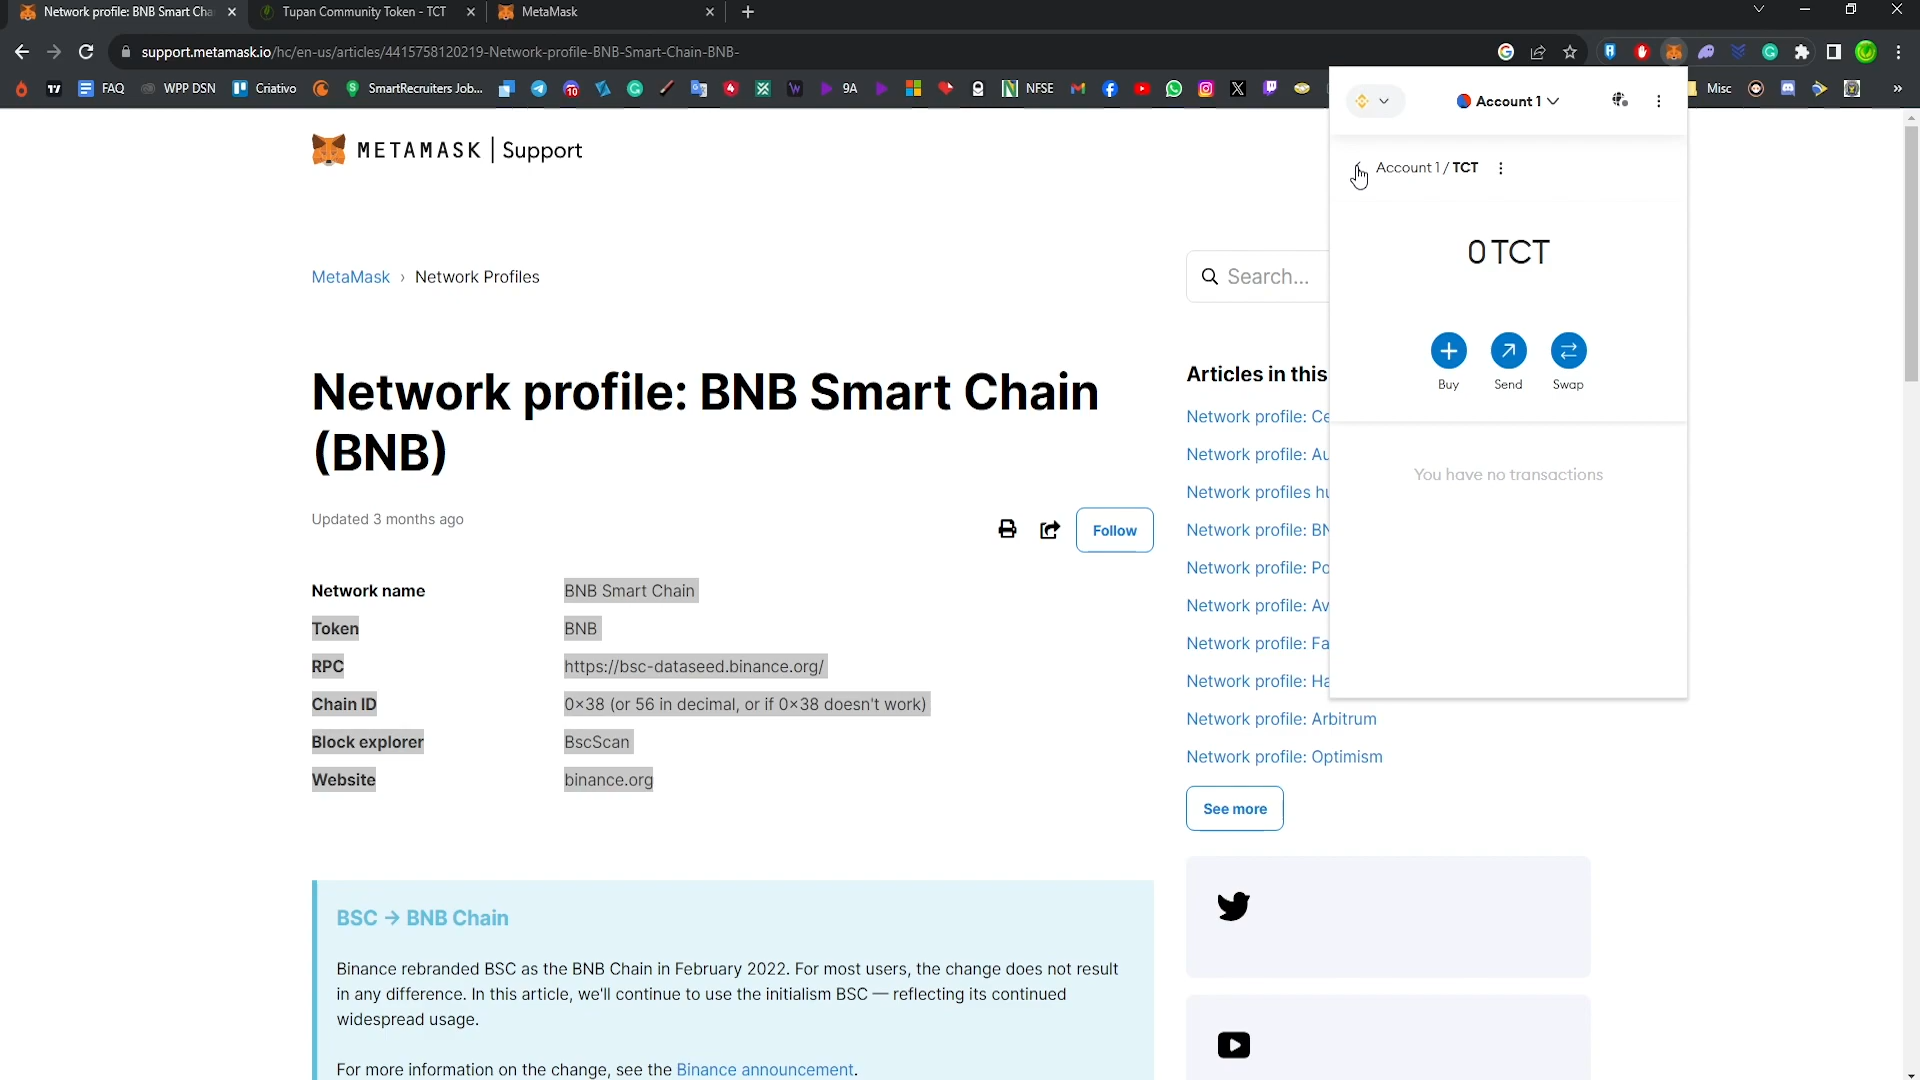 Network profile: BNB Smart Cha
Tupan Community Token - TCT
MetaMask
support.metamask.io/hc/en-us/articles/4415758120219-Network-profile-BNB-Smart-Chain-BNB-
FAQ
WPP DSN
Criativo
SmartRecruiters Job...
10
9A
NFSE
Misc
METAMASK | Support
MetaMask › Network Profiles
Search...
Network profile: BNB Smart Chain
(BNB)
Updated 3 months ago
Follow
Network name BNB Smart Chain
Token BNB
RPC https://bsc-dataseed.binance.org/
Chain ID 0×38 (or 56 in decimal, or if 0×38 doesn't work)
Block explorer BscScan
Website binance.org
BSC → BNB Chain
Binance rebranded BSC as the BNB Chain in February 2022. For most users, the change does not result
in any difference. In this article, we'll continue to use the initialism BSC — reflecting its continued
widespread usage.
For more information on the change, see the Binance announcement.
Articles in this
Network profile: Ce
Network profile: Au
Network profiles hu
Network profile: BN
Network profile: Po
Network profile: Av
Network profile: Fa
Network profile: Ha
Network profile: Arbitrum
Network profile: Optimism
See more
Account 1
Account 1 / TCT
0 TCT
Buy
Send
Swap
You have no transactions